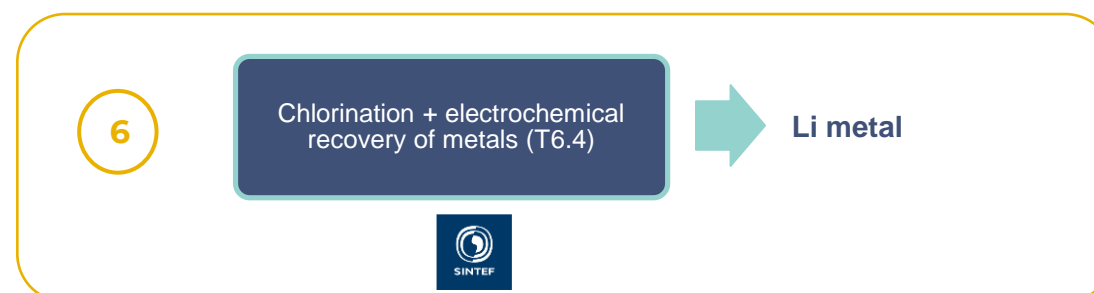 6
Chlorination + electrochemical
recovery of metals (T6.4)
Li metal
SINTEF